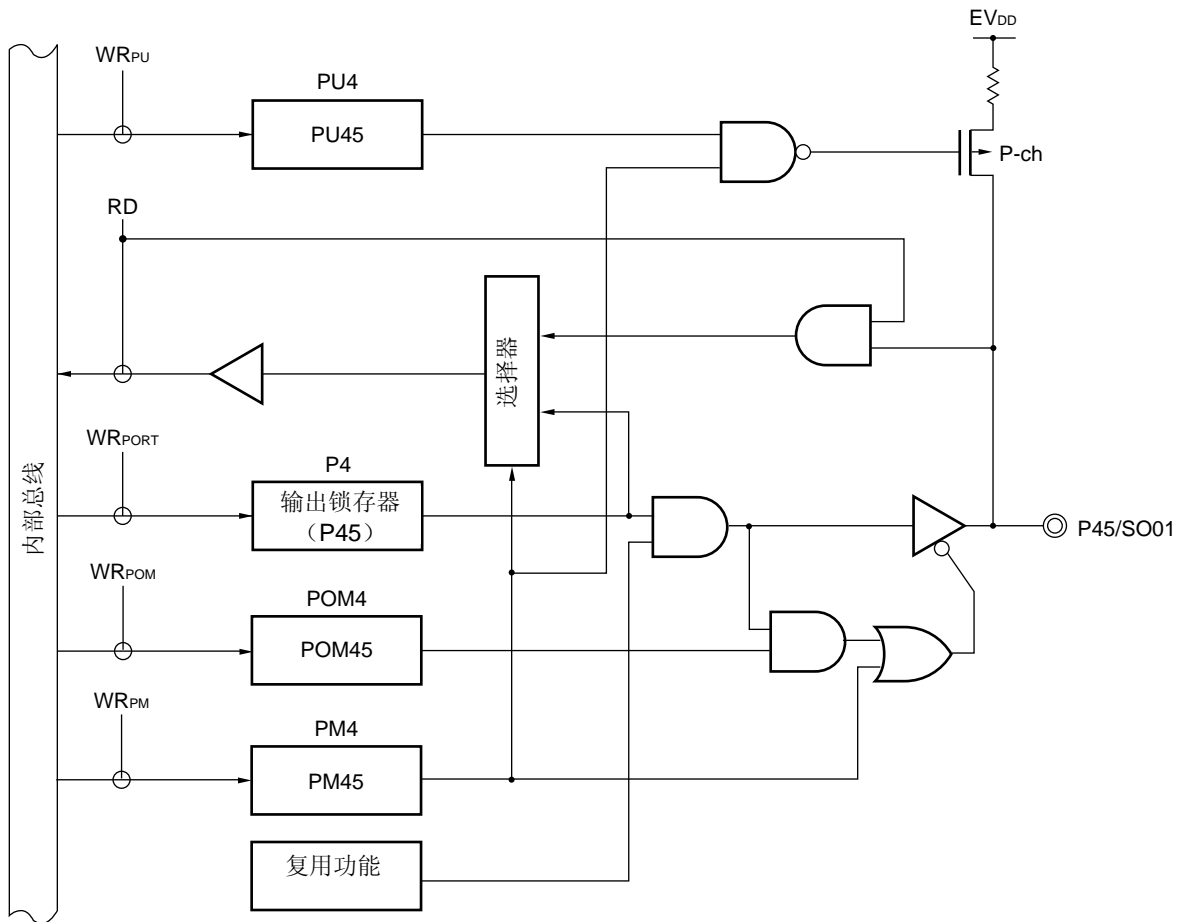 EVDD
WRPU
PU4
PU45
P-ch
RD
选择器
WRPORT
P4
输出锁存器
（P45）
内部总线
P45/SO01
WRPOM
POM4
POM45
WRPM
PM4
PM45
复用功能